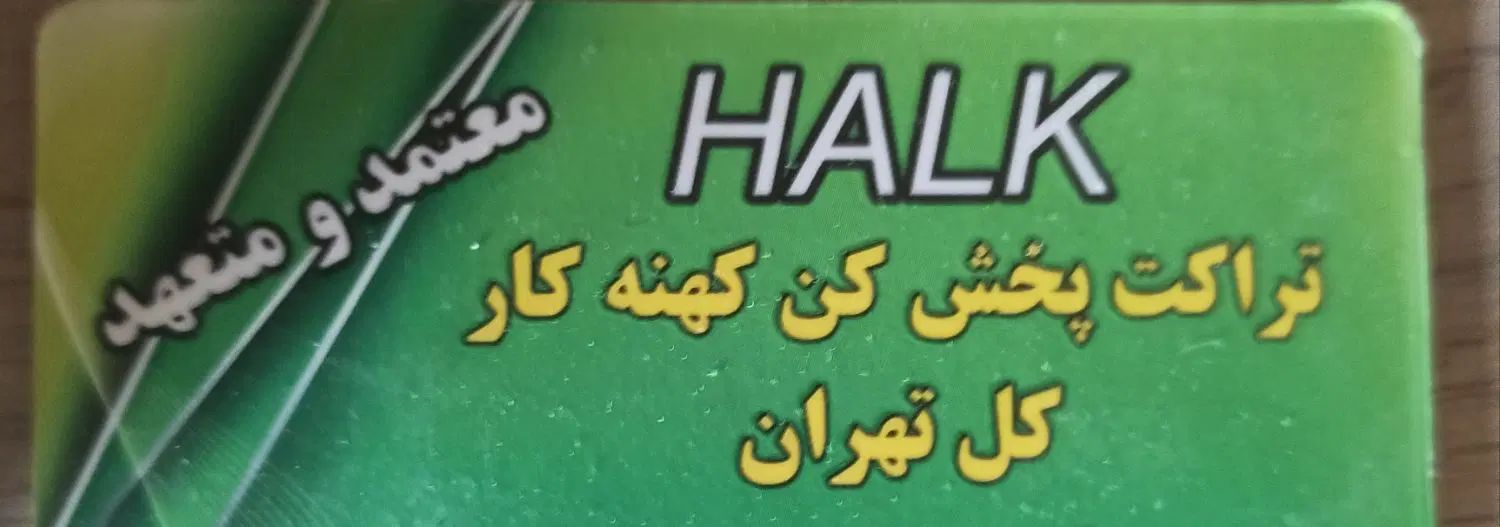 HALK
معتمد و متعهد
تراکت پخش کن کهنه کار
کل تهران